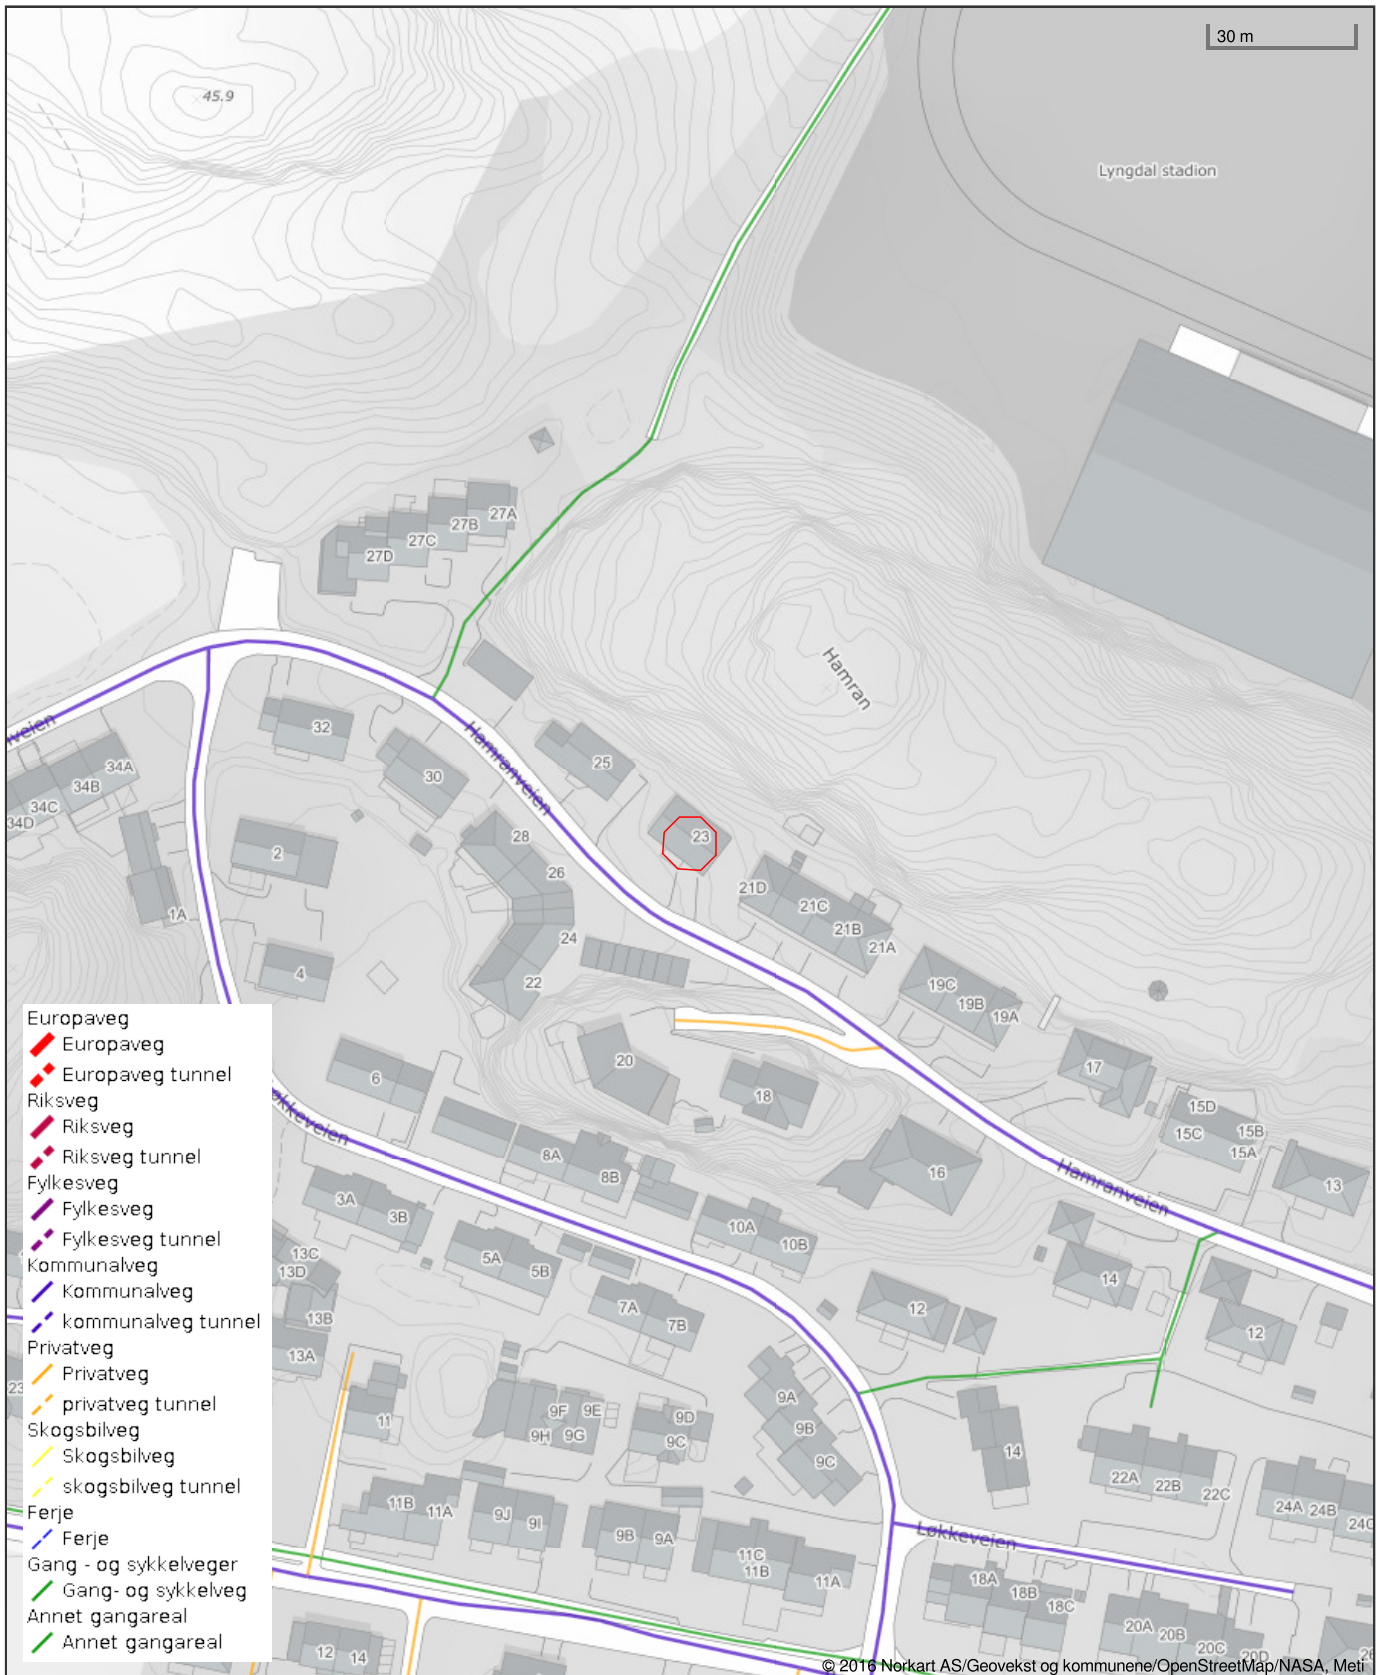 30 m
45.9
Lyngdal stadion
27A
27B
27C
27D
Hamran
32
25
30
Hamranveien
veien
34A
34B
34C
34D
28
23
2
26
21D
21C
21B
21A
1A
24
4
22
19C
19B
19A
20
17
6
18
15D
15C
15B
15A
8A
8B
16
Hamranveien
13
3A
3B
10A
10B
5A
5B
14
13C
13D
7A
7B
12
12
13B
13A
9A
9B
9C
11
9F
9E
9H
9G
9D
9C
14
22A
22B
22C
24A
24B
11B
11A
9J
9I
9B
9A
11C
11B
11A
Løkkeveien
18A
18B
18C
20A
20B
20C
20D
12
14
23
Europaveg
Europaveg
Europaveg tunnel
Riksveg
Riksveg
Riksveg tunnel
Fylkesveg
Fylkesveg
Fylkesveg tunnel
Kommunalveg
Kommunalveg
kommunalveg tunnel
Privatveg
Privatveg
privatveg tunnel
Skogsbilveg
Skogsbilveg
skogsbilveg tunnel
Ferje
Ferje
Gang - og sykkelveger
Gang- og sykkelveg
Annet gangareal
Annet gangareal
© 2016 Norkart AS/Geovekst og kommunene/OpenStreetMap/NASA, Meti